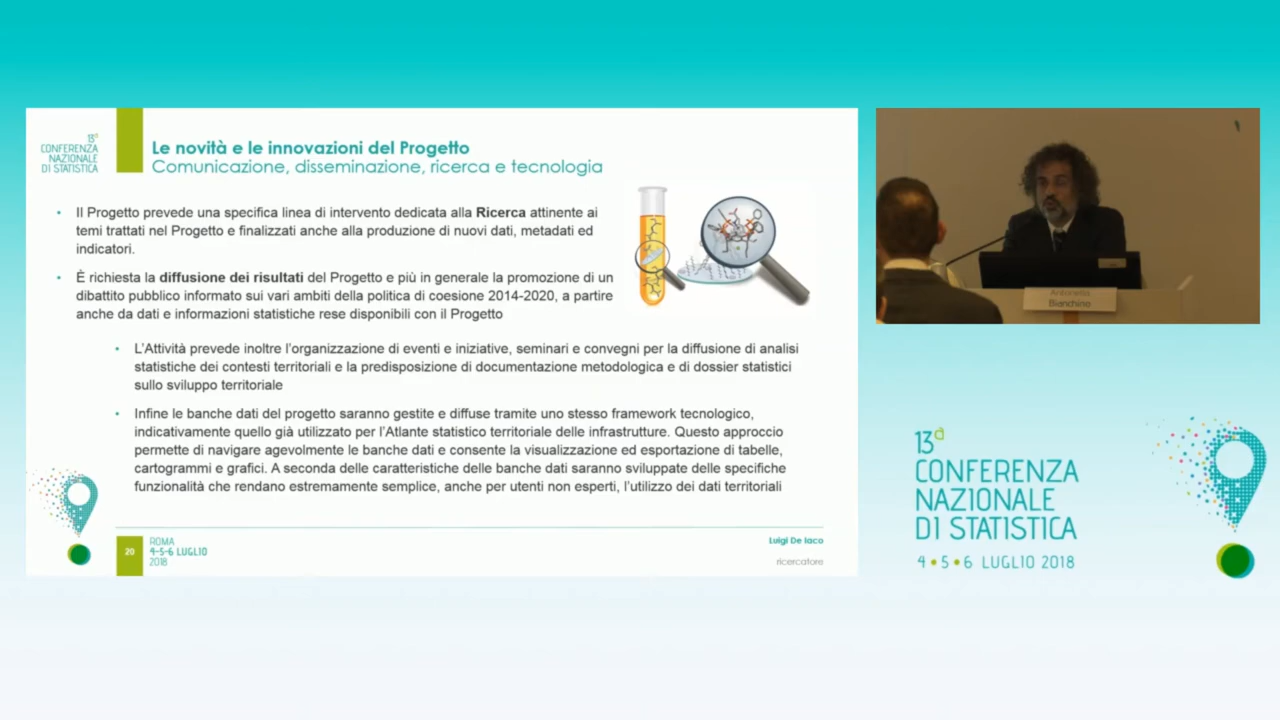 13ª
CONFERENZA
NAZIONALE
DI STATISTICA
Le novità e le innovazioni del Progetto
Comunicazione, disseminazione, ricerca e tecnologia
• Il Progetto prevede una specifica linea di intervento dedicata alla Ricerca attinente ai
temi trattati nel Progetto e finalizzati anche alla produzione di nuovi dati, metadati ed
indicatori.
• È richiesta la diffusione dei risultati del Progetto e più in generale la promozione di un
dibattito pubblico informato sui vari ambiti della politica di coesione 2014-2020, a partire
anche da dati e informazioni statistiche rese disponibili con il Progetto
• L'Attività prevede inoltre l'organizzazione di eventi e iniziative, seminari e convegni per la diffusione di analisi
statistiche dei contesti territoriali e la predisposizione di documentazione metodologica e di dossier statistici
sullo sviluppo territoriale
• Infine le banche dati del progetto saranno gestite e diffuse tramite uno stesso framework tecnologico,
indicativamente quello già utilizzato per l'Atlante statistico territoriale delle infrastrutture. Questo approccio
permette di navigare agevolmente le banche dati e consente la visualizzazione ed esportazione di tabelle,
cartogrammi e grafici. A seconda delle caratteristiche delle banche dati saranno sviluppate delle specifiche
funzionalità che rendano estremamente semplice, anche per utenti non esperti, l'utilizzo dei dati territoriali
20
ROMA
4-5-6 LUGLIO
2018
Luigi De Iaco
ricercatore
Antonella
Bianchino
13ª
CONFERENZA
NAZIONALE
DI STATISTICA
4•5•6 LUGLIO 2018